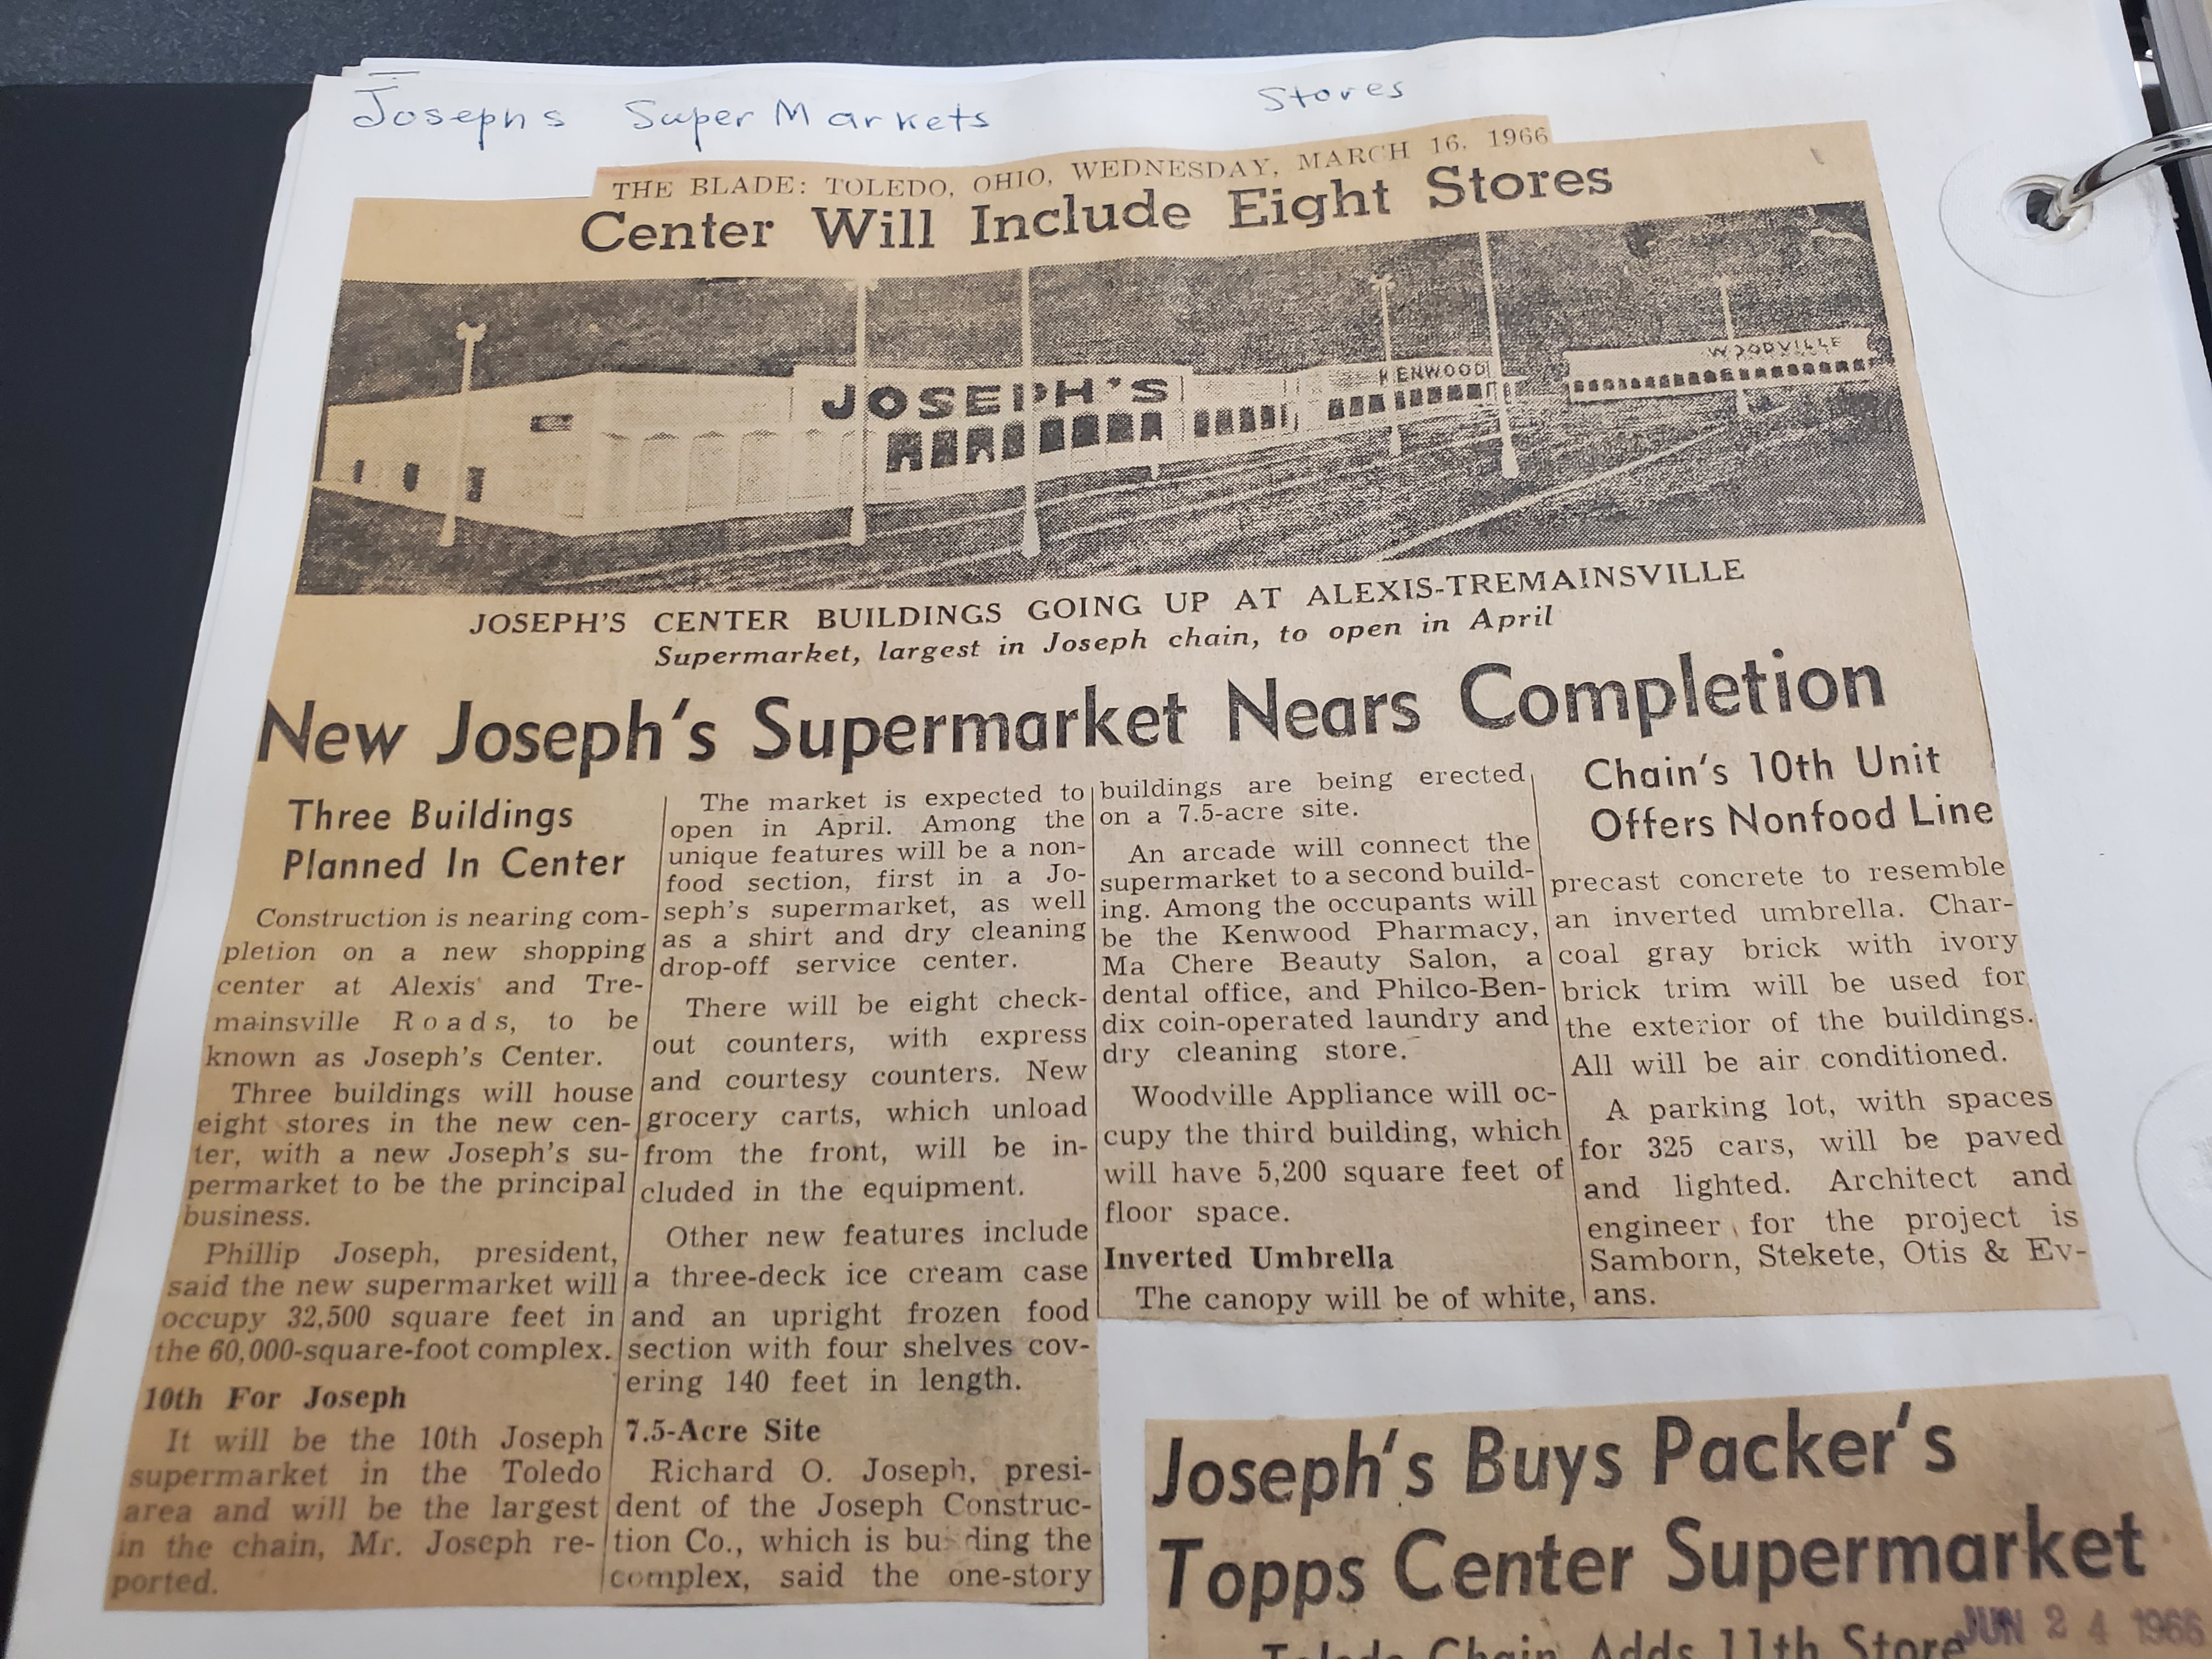 Josephs Super Markets Stores
THE BLADE: TOLEDO, OHIO, WEDNESDAY, MARCH 16, 1966
Center Will Include Eight Stores
JOSEPH'S
KENWOOD
WOODVILLE
JOSEPH'S CENTER BUILDINGS GOING UP AT ALEXIS-TREMAINSVILLE
Supermarket, largest in Joseph chain, to open in April
New Joseph's Supermarket Nears Completion
Three Buildings
Planned In Center
Construction is nearing com-
pletion on a new shopping
center at Alexis and Tre-
mainsville Roads, to be
known as Joseph's Center.
Three buildings will house
eight stores in the new cen-
ter, with a new Joseph's su-
permarket to be the principal
business.
Phillip Joseph, president,
said the new supermarket will
occupy 32,500 square feet in
the 60,000-square-foot complex.
10th For Joseph
It will be the 10th Joseph
supermarket in the Toledo
area and will be the largest
in the chain, Mr. Joseph re-
ported.
The market is expected to
open in April. Among the
unique features will be a non-
food section, first in a Jo-
seph's supermarket, as well
as a shirt and dry cleaning
drop-off service center.
There will be eight check-
out counters, with express
and courtesy counters. New
grocery carts, which unload
from the front, will be in-
cluded in the equipment.
Other new features include
a three-deck ice cream case
and an upright frozen food
section with four shelves cov-
ering 140 feet in length.
7.5-Acre Site
Richard O. Joseph, presi-
dent of the Joseph Construc-
tion Co., which is building the
complex, said the one-story
buildings are being erected
on a 7.5-acre site.
An arcade will connect the
supermarket to a second build-
ing. Among the occupants will
be the Kenwood Pharmacy,
Ma Chere Beauty Salon, a
dental office, and Philco-Ben-
dix coin-operated laundry and
dry cleaning store.
Woodville Appliance will oc-
cupy the third building, which
will have 5,200 square feet of
floor space.
Inverted Umbrella
The canopy will be of white,
Chain's 10th Unit
Offers Nonfood Line
precast concrete to resemble
an inverted umbrella. Char-
coal gray brick with ivory
brick trim will be used for
the exterior of the buildings.
All will be air conditioned.
A parking lot, with spaces
for 325 cars, will be paved
and lighted. Architect and
engineer for the project is
Samborn, Stekete, Otis & Ev-
ans.
Joseph's Buys Packer's
Topps Center Supermarket
Toledo Chain Adds 11th Store
JUN 24 1966